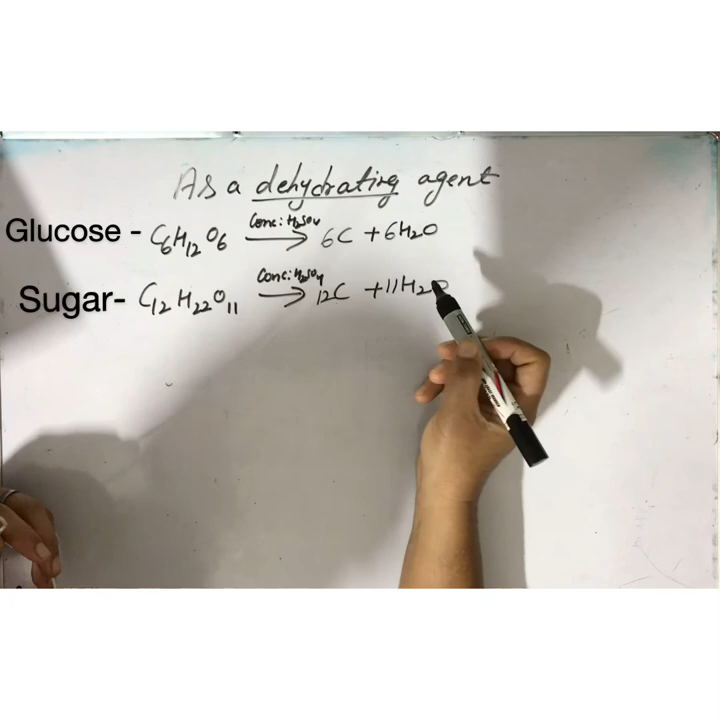 As a dehydrating agent
Glucose - C6H12O6 Conc: H2SO4 → 6C + 6H2O
Sugar- C12H22O11 Conc: H2SO4 → 12C + 11H2O